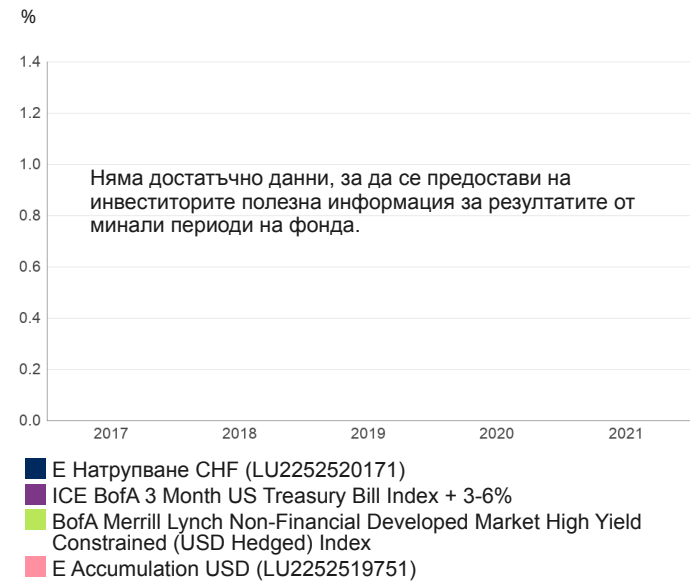 %
1.4
1.2
1.0
Няма достатъчно данни, за да се предостави на
инвеститорите полезна информация за резултатите от
0.8
минали периоди на фонда.
0.6
0.4
0.2
0.0
2017 2018 2019 2020 2021
Е Натрупване CHF (LU2252520171)
ICE BofA 3 Month US Treasury Bill Index + 3-6%
BofA Merrill Lynch Non-Financial Developed Market High Yield
Constrained (USD Hedged) Index
E Accumulation USD (LU2252519751)